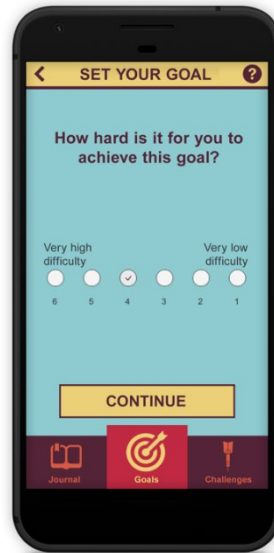 SET YOUR GOAL ?
How hard is it for you to
achieve this goal?
Very high
difficulty
Very low
difficulty
6 5 4 3 2 1
CONTINUE
Journal Goals Challenges